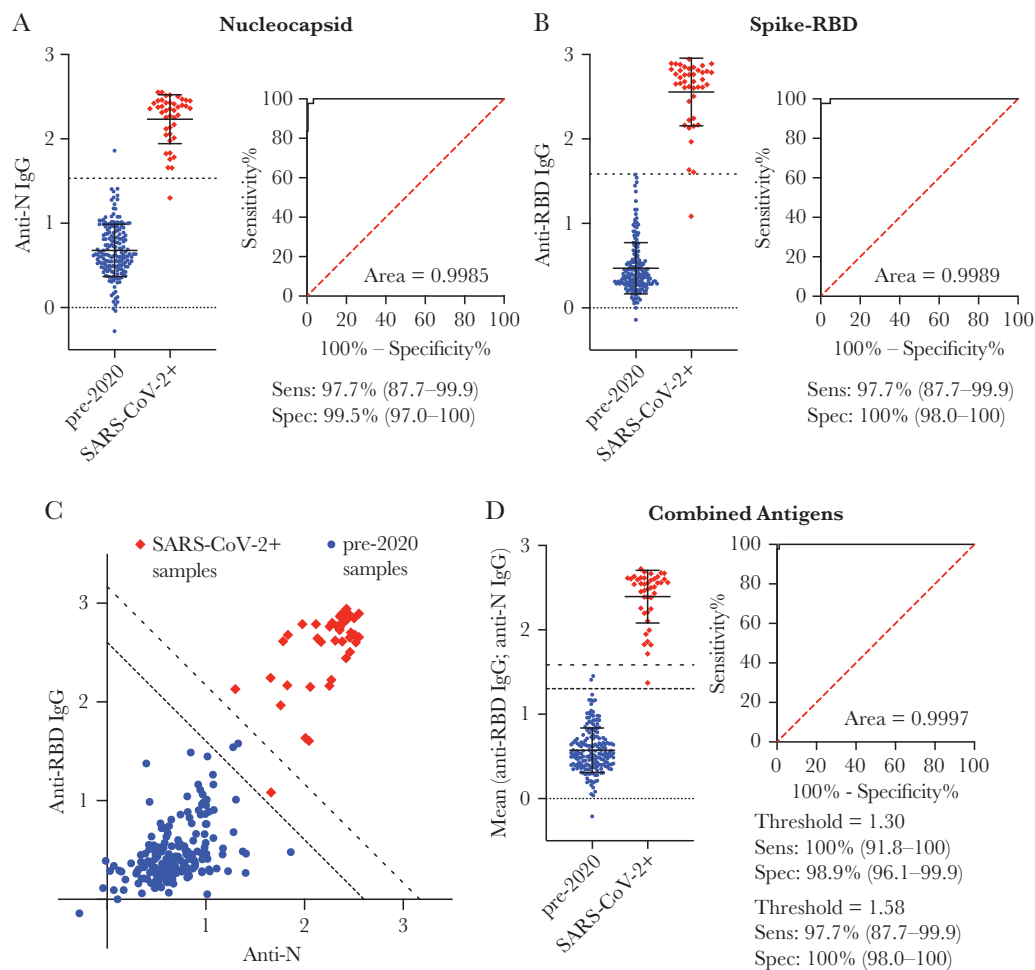 A
Nucleocapsid
3
2
1
0
Anti-N IgG
pre-2020
SARS-CoV-2+
100
80
60
40
20
0
Sensitivity%
Area = 0.9985
0 20 40 60 80 100
100% – Specificity%
Sens: 97.7% (87.7–99.9)
Spec: 99.5% (97.0–100)
B
Spike-RBD
3
2
1
0
Anti-RBD IgG
pre-2020
SARS-CoV-2+
100
80
60
40
20
0
Sensitivity%
Area = 0.9989
0 20 40 60 80 100
100% – Specificity%
Sens: 97.7% (87.7–99.9)
Spec: 100% (98.0–100)
C
SARS-CoV-2+
samples
pre-2020
samples
3
2
1
Anti-RBD IgG
1 2 3
Anti-N
D
Combined Antigens
3
2
1
0
Mean (anti-RBD IgG; anti-N IgG)
pre-2020
SARS-CoV-2+
100
80
60
40
20
0
Sensitivity%
Area = 0.9997
0 20 40 60 80 100
100% - Specificity%
Threshold = 1.30
Sens: 100% (91.8–100)
Spec: 98.9% (96.1–99.9)
Threshold = 1.58
Sens: 97.7% (87.7–99.9)
Spec: 100% (98.0–100)